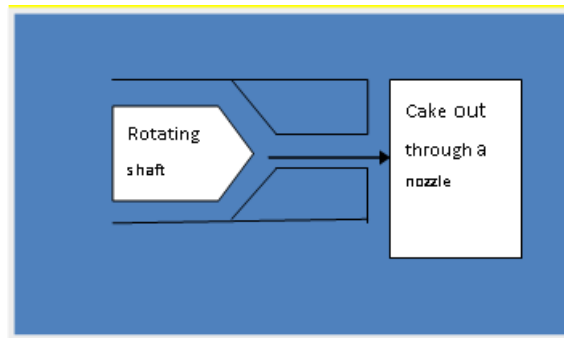 Rotating
shaft
Cake out
through a
nozzle